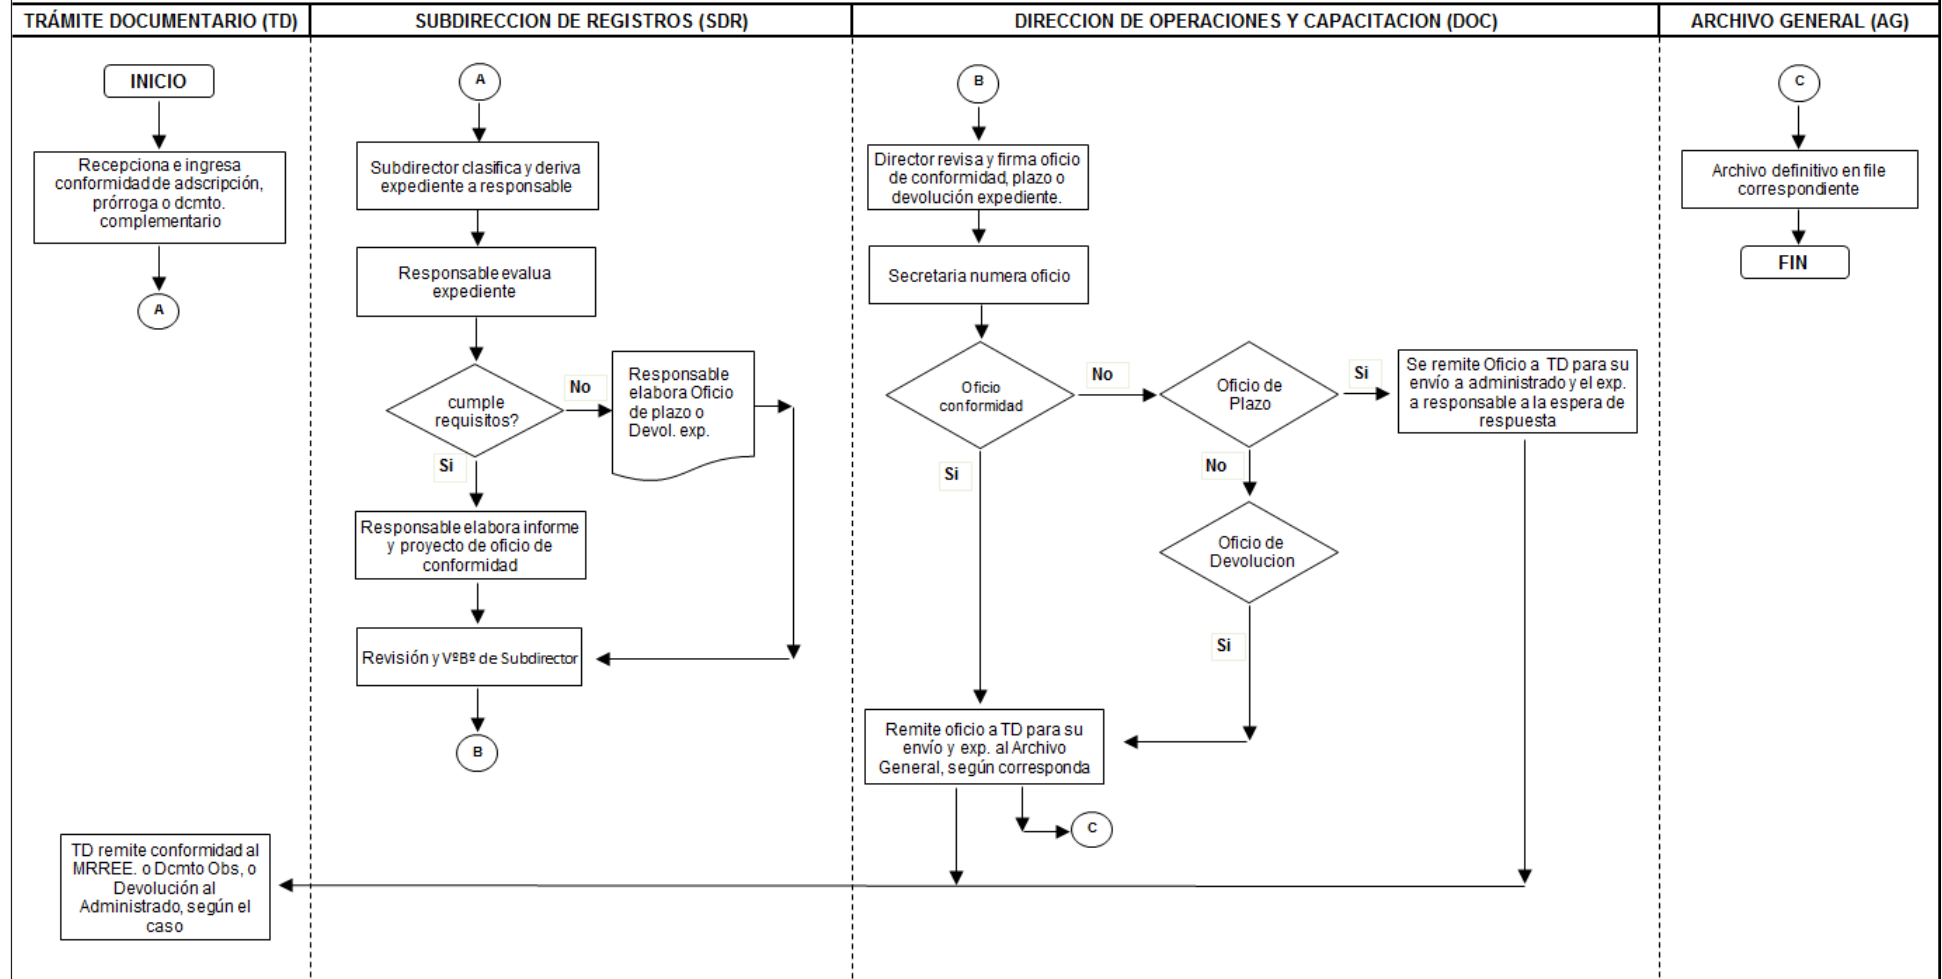 TRÁMITE DOCUMENTARIO (TD)
SUBDIRECCION DE REGISTROS (SDR)
DIRECCION DE OPERACIONES Y CAPACITACION (DOC)
ARCHIVO GENERAL (AG)
INICIO
Recepciona e ingresa
conformidad de adscripción,
prórroga o dcmto.
complementario
A
TD remite conformidad al
MRREE. o Dcmto Obs, o
Devolución al
Administrado, según el
caso
A
Subdirector clasifica y deriva
expediente a responsable
Responsable evalua
expediente
cumple
requisitos?
No
Responsable
elabora Oficio
de plazo o
Devol. exp.
Si
Responsable elabora informe
y proyecto de oficio de
conformidad
Revisión y VºBº de Subdirector
B
B
Director revisa y firma oficio
de conformidad, plazo o
devolución expediente.
Secretaria numera oficio
Oficio
conformidad
No
Oficio de
Plazo
Si
Se remite Oficio a TD para su
envío a administrado y el exp.
a responsable a la espera de
respuesta
Si
No
Oficio de
Devolucion
Si
Remite oficio a TD para su
envío y exp. al Archivo
General, según corresponda
C
C
Archivo definitivo en file
correspondiente
FIN